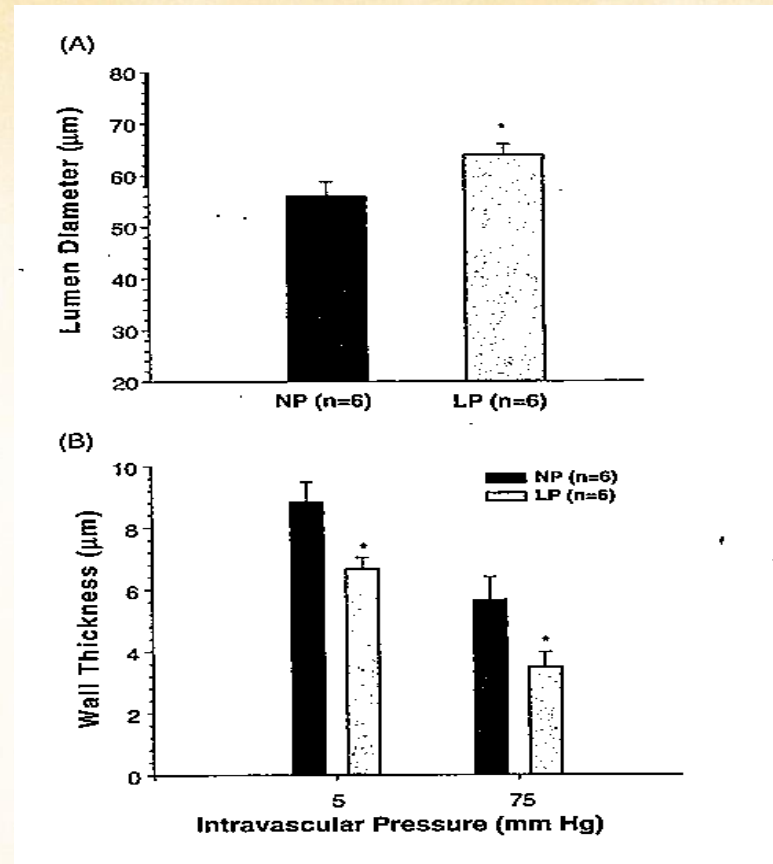 (A)
Lumen Diameter (μm)
80
70
60
50
40
30
20
NP (n=6) LP (n=6)
*
(B)
Wall Thickness (μm)
10
8
6
4
2
0
NP (n=6)
LP (n=6)
*
*
5 75
Intravascular Pressure (mm Hg)